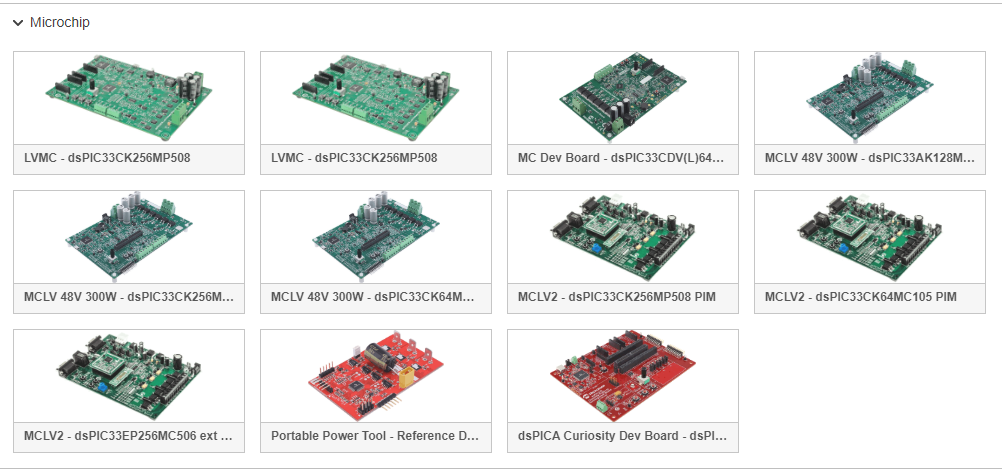 Microchip
LVMC - dsPIC33CK256MP508
LVMC - dsPIC33CK256MP508
MC Dev Board - dsPIC33CDV(L)64...
MCLV 48V 300W - dsPIC33AK128M...
MCLV 48V 300W - dsPIC33CK256M...
MCLV 48V 300W - dsPIC33CK64M...
MCLV2 - dsPIC33CK256MP508 PIM
MCLV2 - dsPIC33CK64MC105 PIM
MCLV2 - dsPIC33EP256MC506 ext ...
Portable Power Tool - Reference D...
dsPICA Curiosity Dev Board - dsPI...